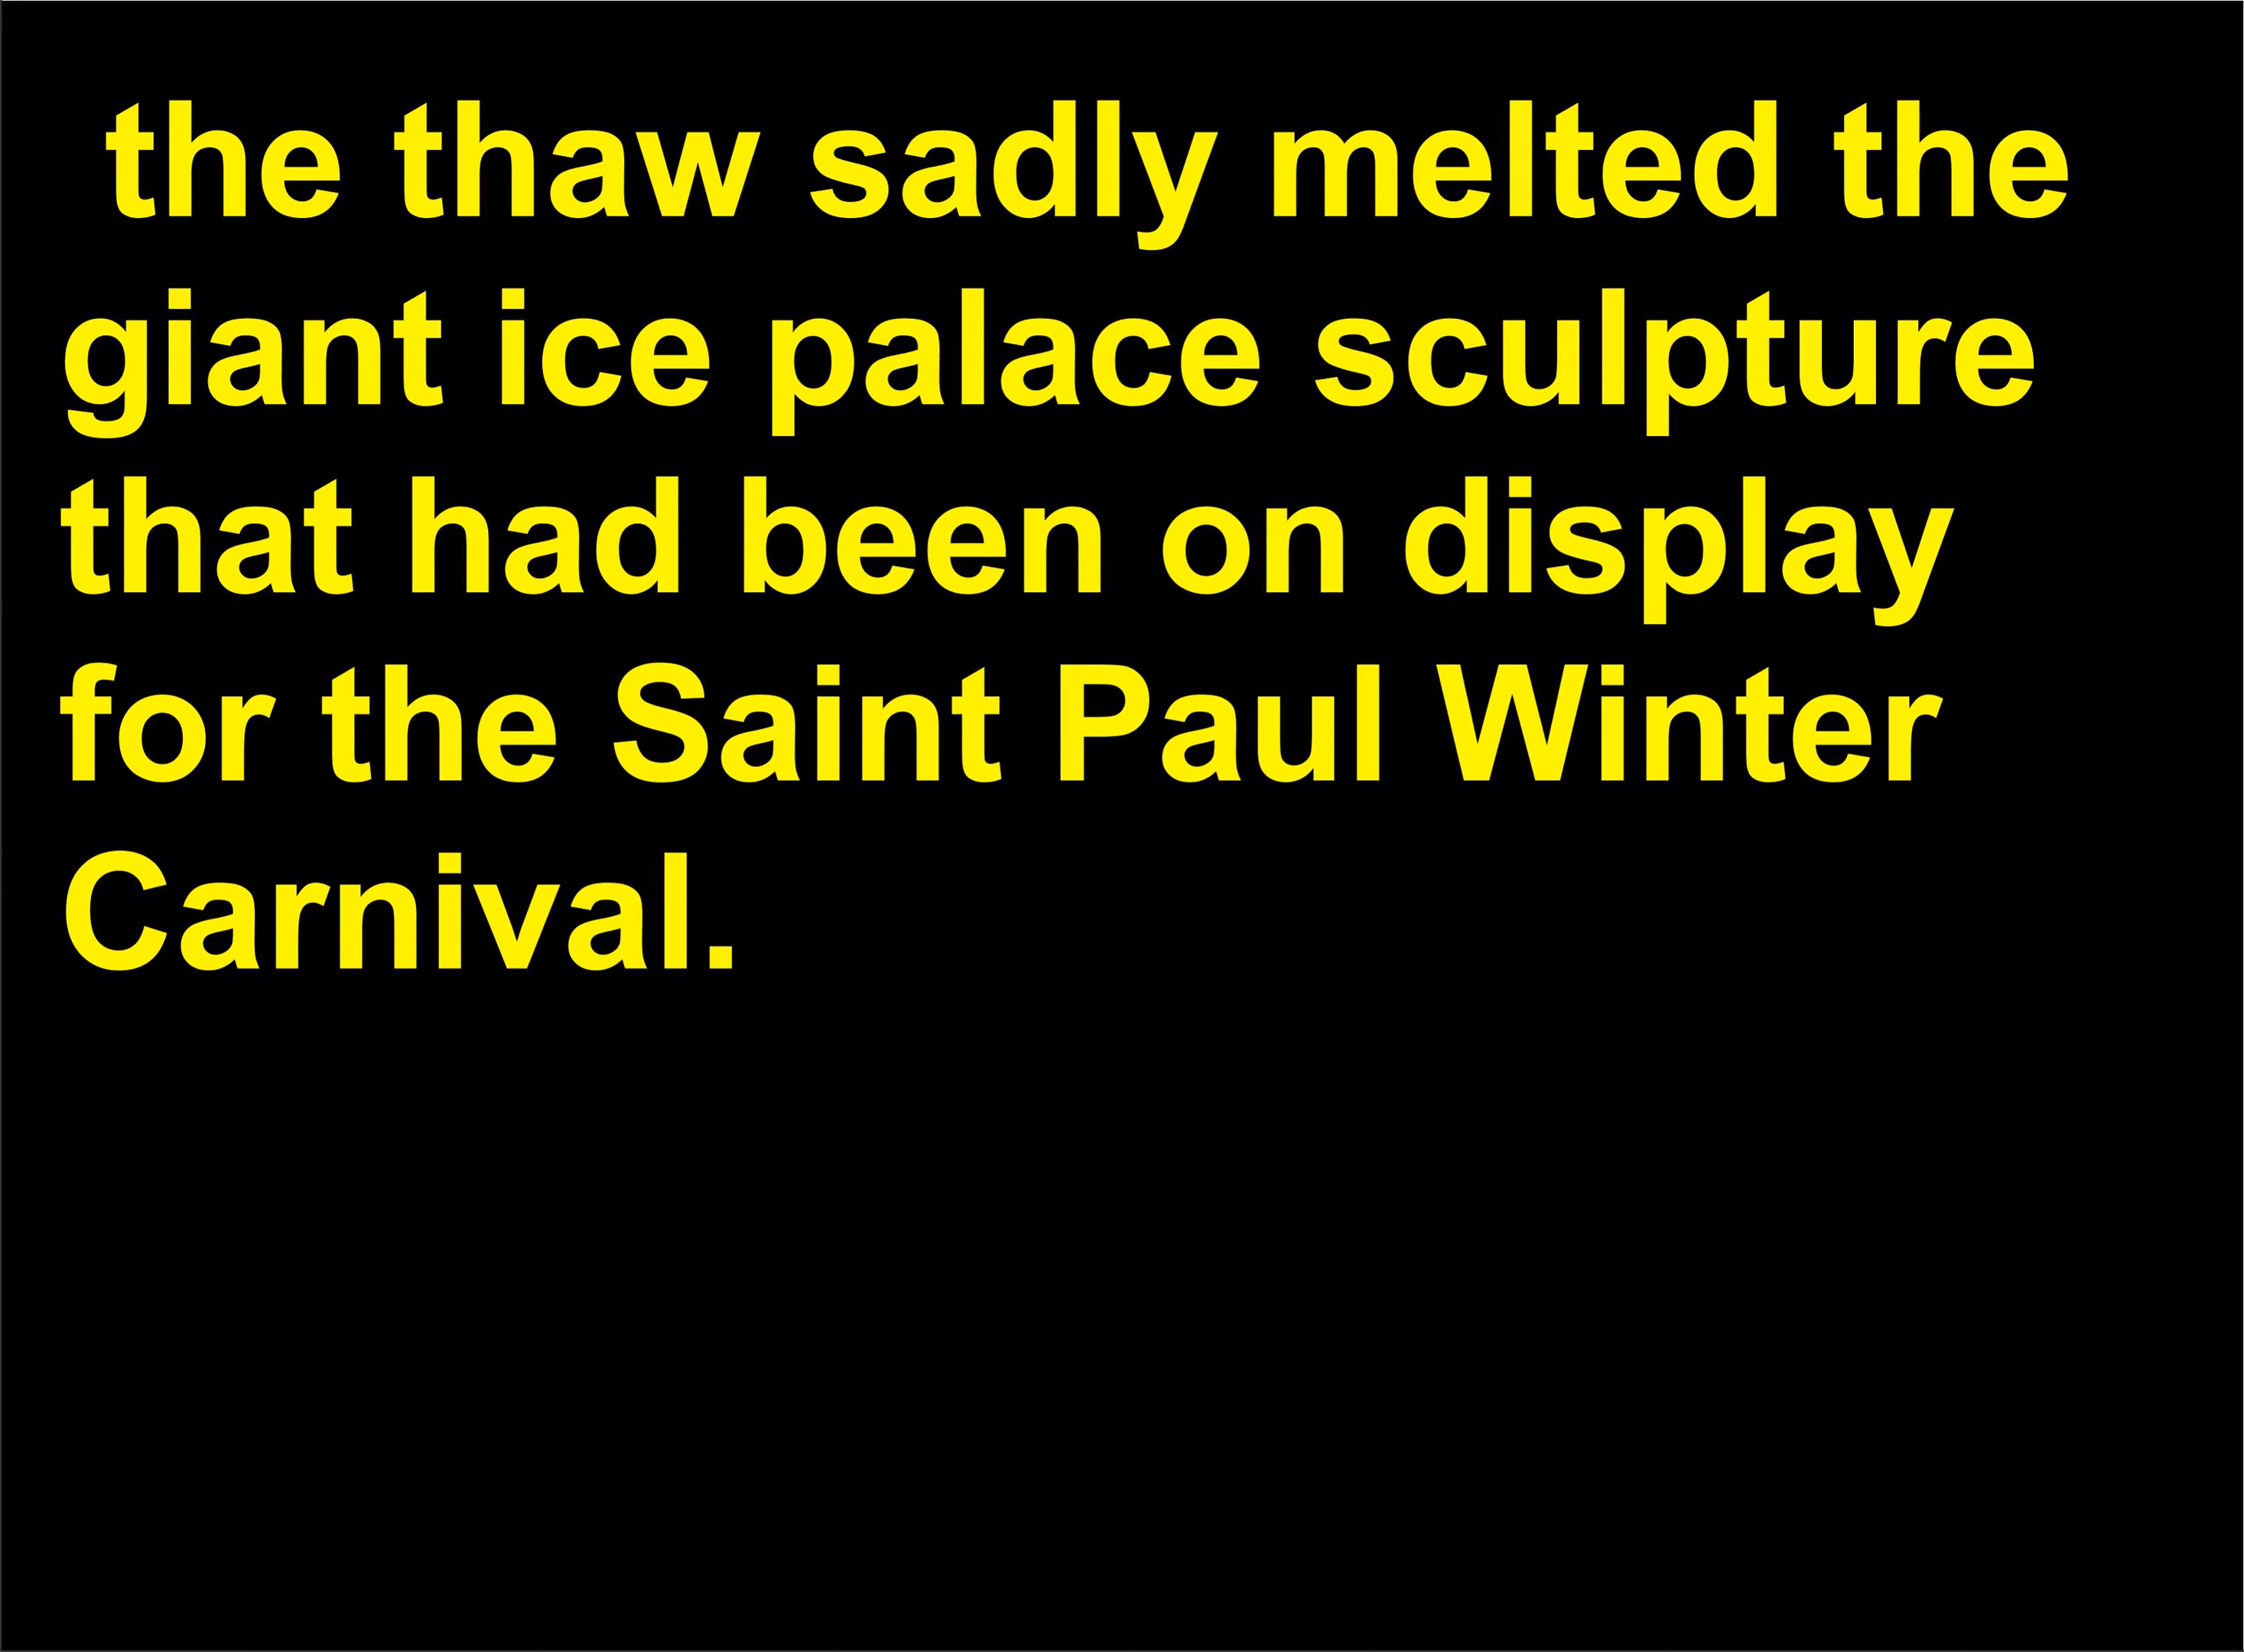 the thaw sadly melted the
giant ice palace sculpture
that had been on display
for the Saint Paul Winter
Carnival.